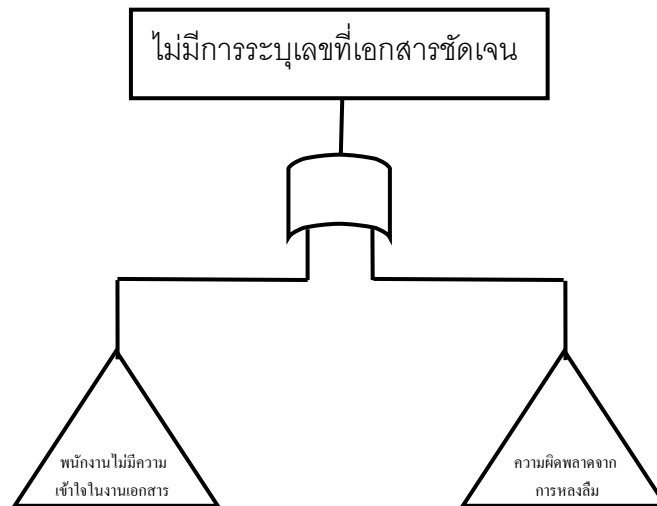 ไม่มีการระบุเลขที่เอกสารชัดเจน
พนักงานไม่มีความ
เข้าใจในงานเอกสาร
ความผิดพลาดจาก
การหลงลืม